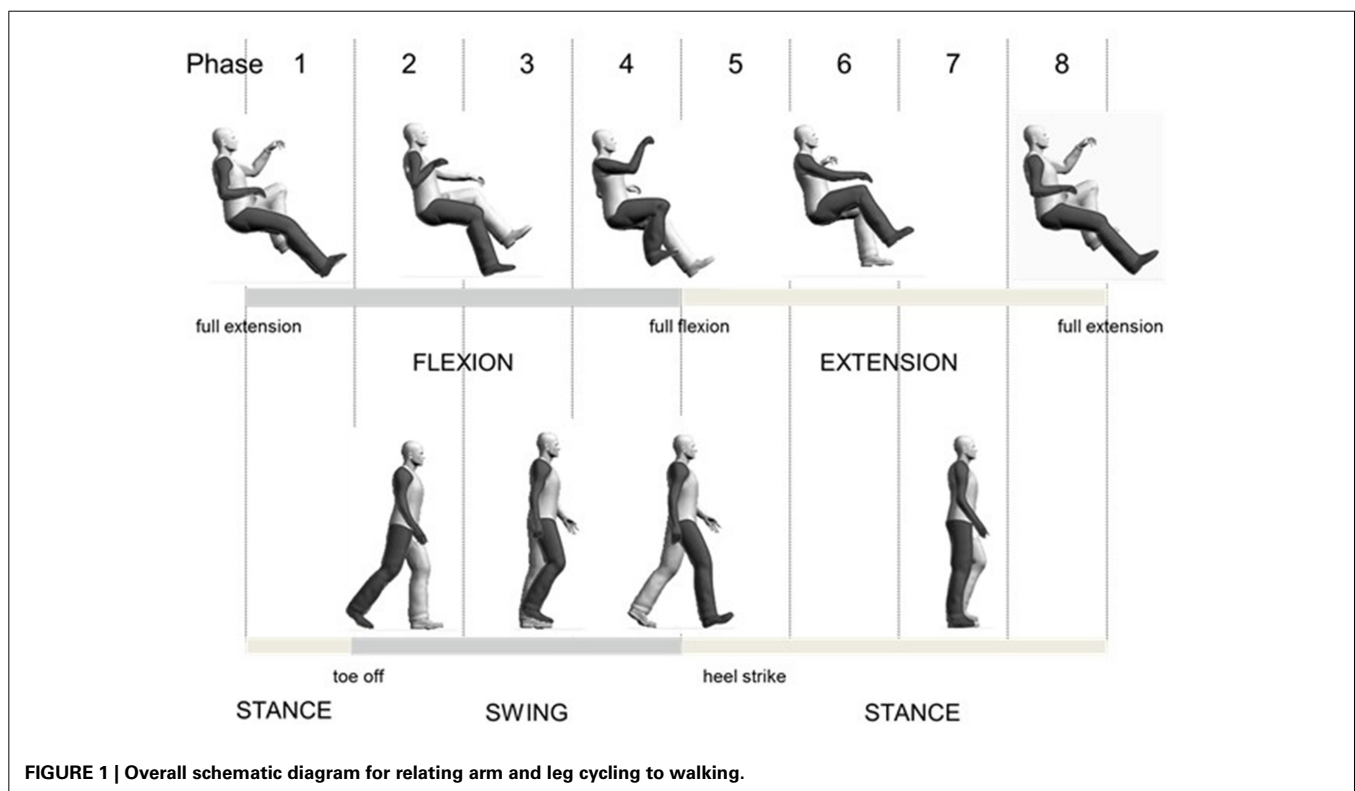 Phase 1 2 3 4 5 6 7 8
full extension full flexion full extension
FLEXION EXTENSION
toe off heel strike
STANCE SWING STANCE
FIGURE 1 | Overall schematic diagram for relating arm and leg cycling to walking.